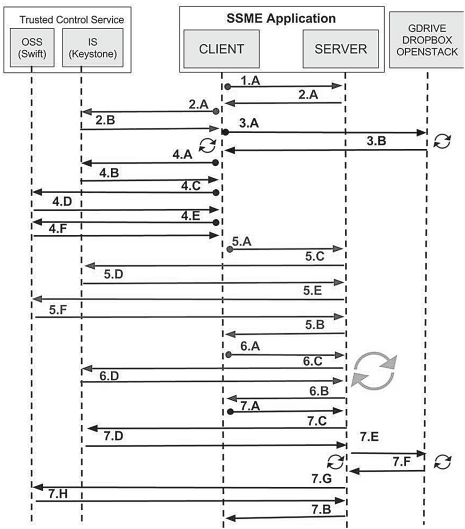 Trusted Control Service
SSME Application
GDRIVE
DROPBOX
OPENSTACK
OSS
(Swift)
IS
(Keystone)
CLIENT
SERVER
1.A
2.A
2.A
2.B
3.A
3.B
4.A
4.B
4.C
4.D
4.E
4.F
5.A
5.C
5.D
5.E
5.F
5.B
6.A
6.C
6.D
6.B
7.A
7.C
7.D
7.E
7.F
7.G
7.H
7.B